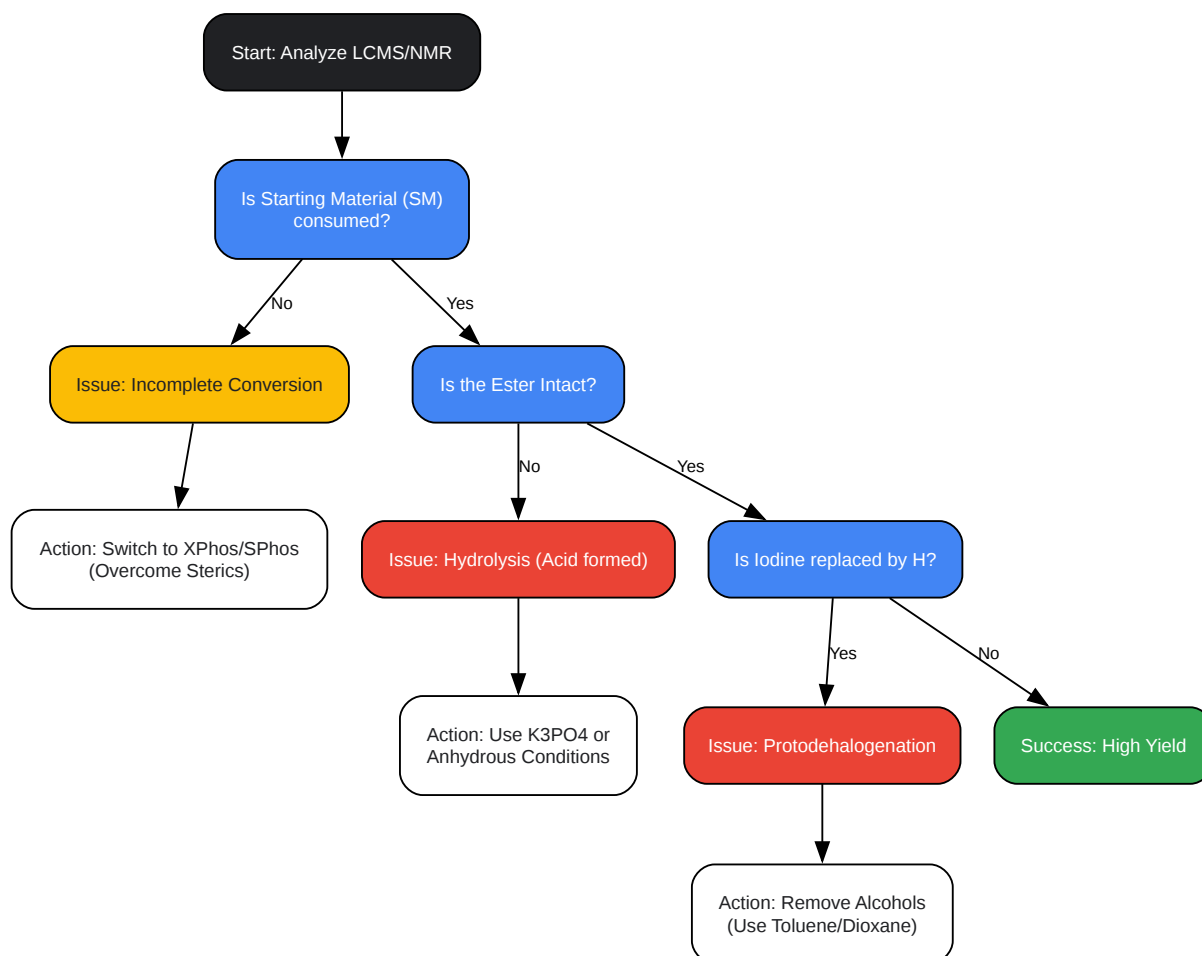 Start: Analyze LCMS/NMR
Is Starting Material (SM)
consumed?
No
Yes
Issue: Incomplete Conversion
Is the Ester Intact?
No
Yes
Action: Switch to XPhos/SPhos
(Overcome Sterics)
Issue: Hydrolysis (Acid formed)
Is Iodine replaced by H?
Yes
No
Action: Use K3PO4 or
Anhydrous Conditions
Issue: Protodehalogenation
Success: High Yield
Action: Remove Alcohols
(Use Toluene/Dioxane)